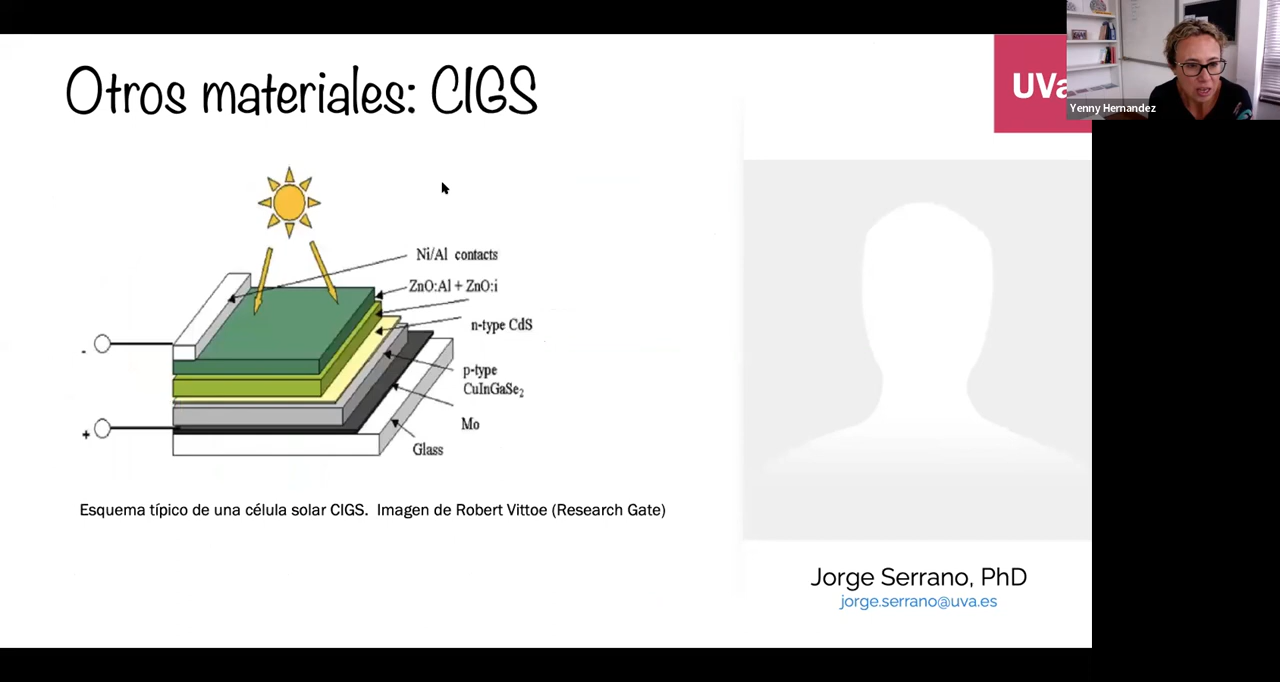 Otros materiales: CIGS
UVa
Yenny Hernandez
Ni/Al contacts
ZnO:Al + ZnO:i
n-type CdS
p-type
CuInGaSe₂
Mo
Glass
-
+
Esquema típico de una célula solar CIGS. Imagen de Robert Vittoe (Research Gate)
Jorge Serrano, PhD
jorge.serrano@uva.es